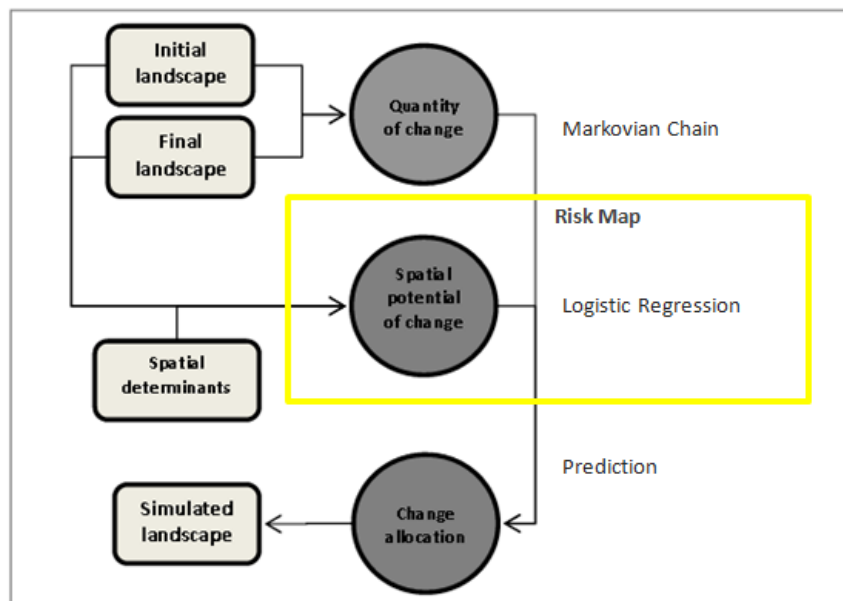 Initial
landscape
Final
landscape
Quantity
of change
Markovian Chain
Risk Map
Spatial
potential
of change
Logistic Regression
Spatial
determinants
Prediction
Simulated
landscape
Change
allocation